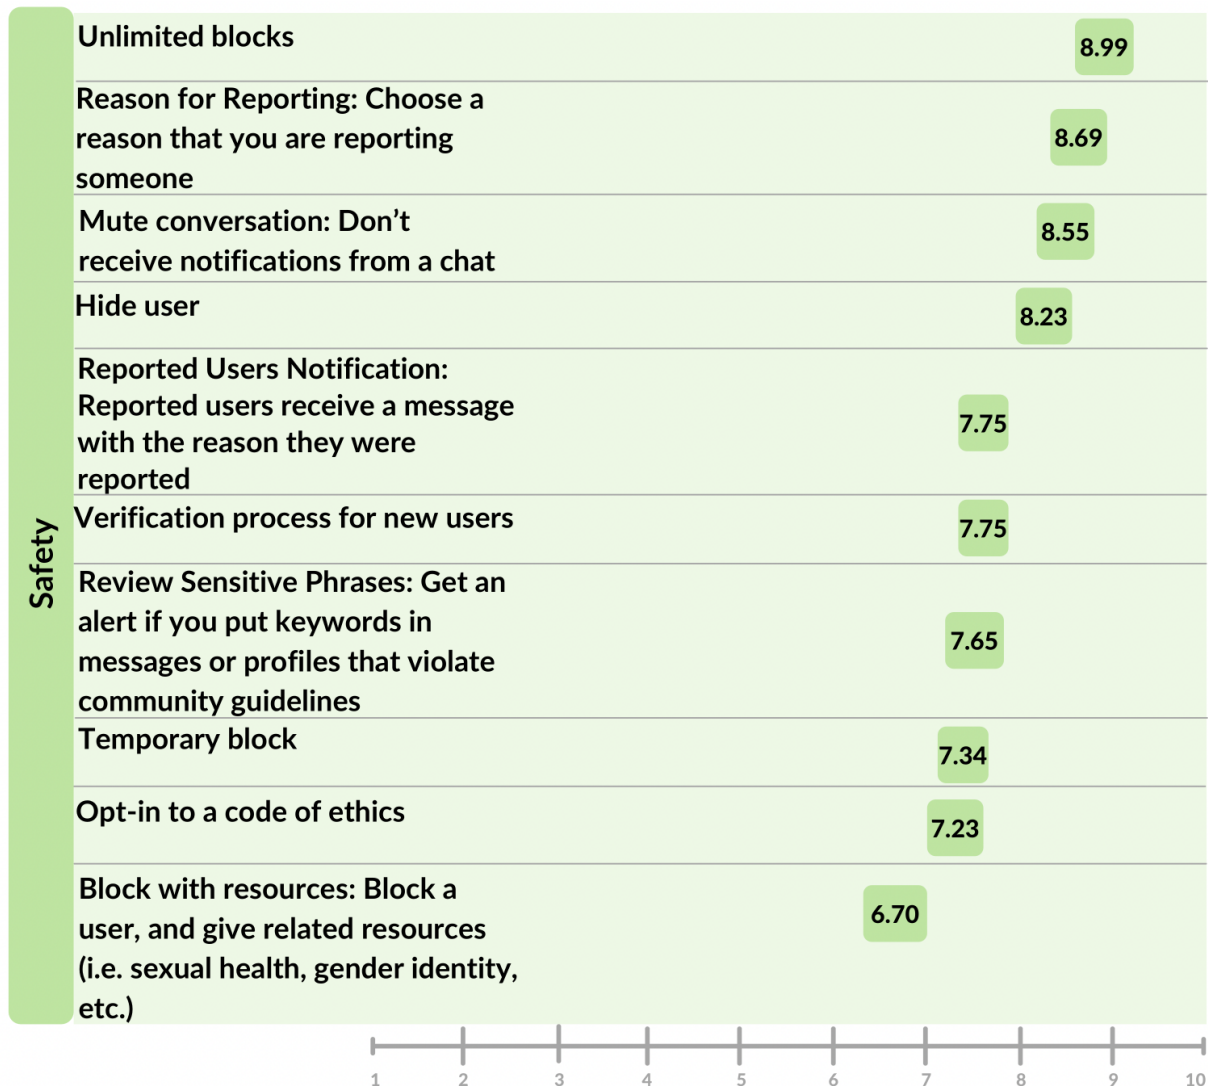 Safety
Unlimited blocks
8.99
Reason for Reporting: Choose a
reason that you are reporting
someone
8.69
Mute conversation: Don’t
receive notifications from a chat
8.55
Hide user
8.23
Reported Users Notification:
Reported users receive a message
with the reason they were
reported
7.75
Verification process for new users
7.75
Review Sensitive Phrases: Get an
alert if you put keywords in
messages or profiles that violate
community guidelines
7.65
Temporary block
7.34
Opt-in to a code of ethics
7.23
Block with resources: Block a
user, and give related resources
(i.e. sexual health, gender identity,
etc.)
6.70
1 2 3 4 5 6 7 8 9 10